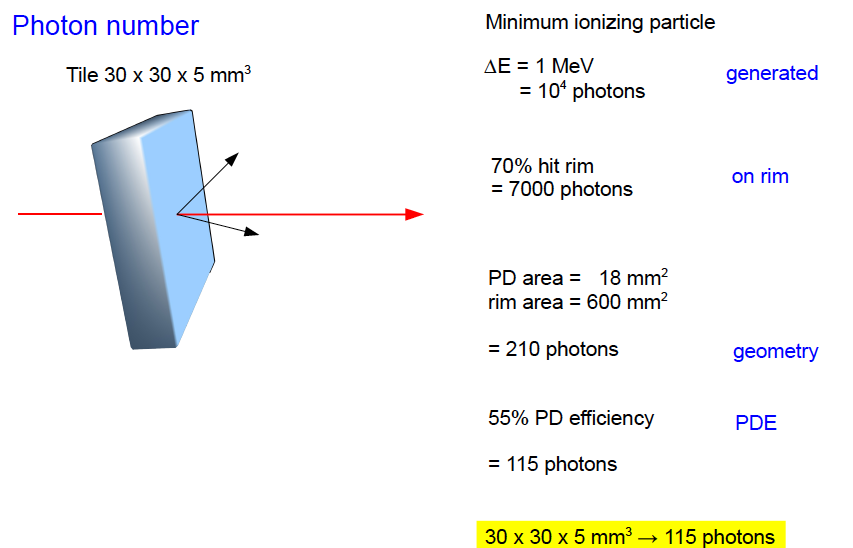 Photon number
Tile 30 x 30 x 5 mm³
Minimum ionizing particle
ΔE = 1 MeV
= 10⁴ photons
generated
70% hit rim
= 7000 photons
on rim
PD area = 18 mm²
rim area = 600 mm²
= 210 photons
geometry
55% PD efficiency
PDE
= 115 photons
30 x 30 x 5 mm³ → 115 photons